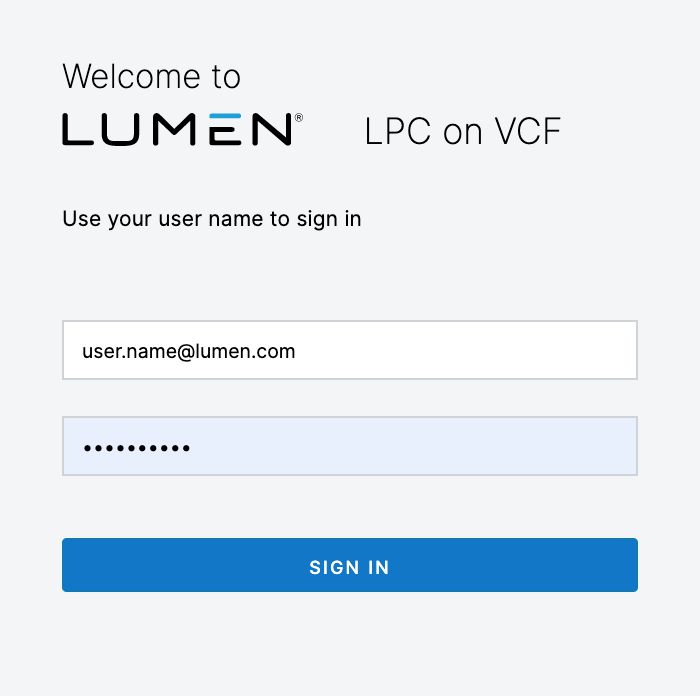 Welcome to
LUMEN® LPC on VCF
Use your user name to sign in
user.name@lumen.com
••••••••••
SIGN IN